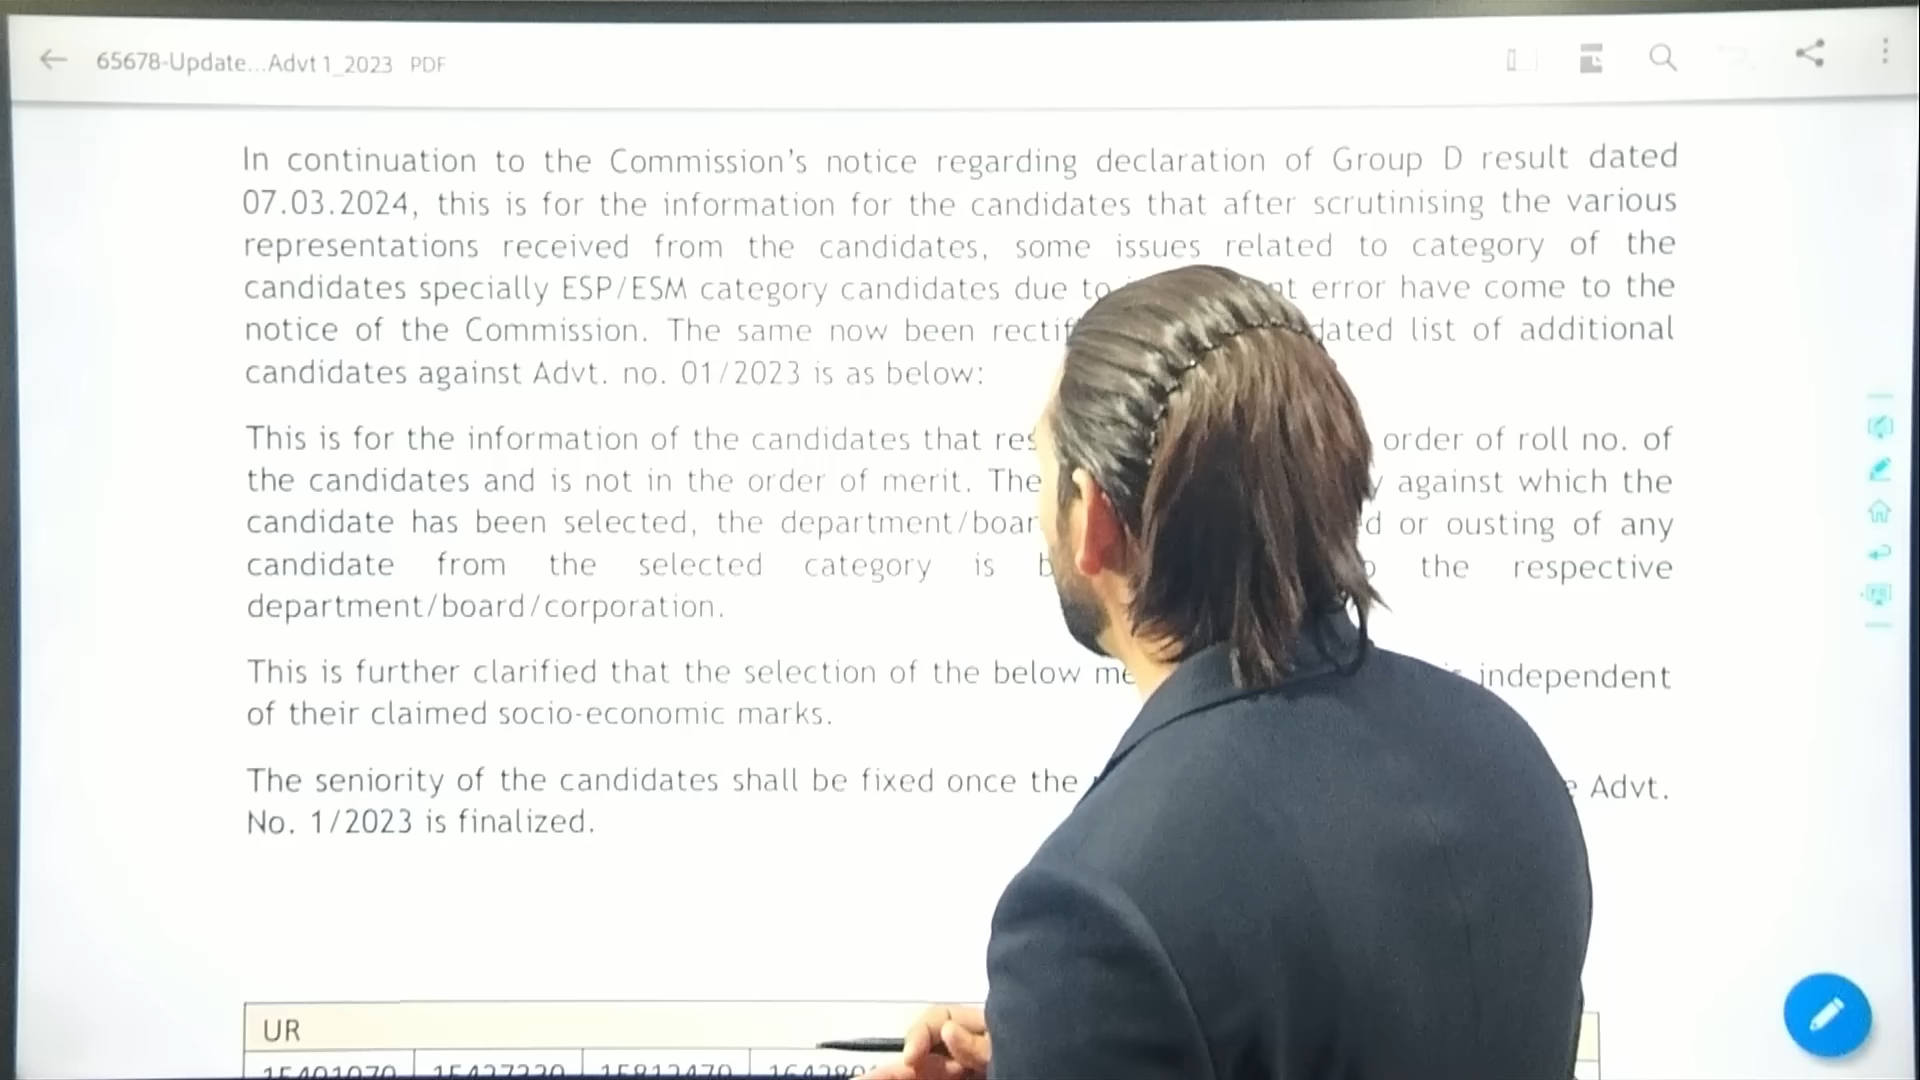 65678-Update...Advt 1_2023 PDF
In continuation to the Commission's notice regarding declaration of Group D result dated
07.03.2024, this is for the information for the candidates that after scrutinising the various
representations received from the candidates, some issues related to category of the
candidates specially ESP/ESM category candidates due to error have come to the
notice of the Commission. The same now been list of additional
candidates against Advt. no. 01/2023 is as below:
This is for the information of the candidates that order of roll no. of
the candidates and is not in the order of merit. The against which the
candidate has been selected, the or ousting of any
candidate from the selected category is the respective
department/board/corporation.
This is further clarified that the selection of the below independent
of their claimed socio-economic marks.
The seniority of the candidates shall be fixed once the Advt.
No. 1/2023 is finalized.
UR